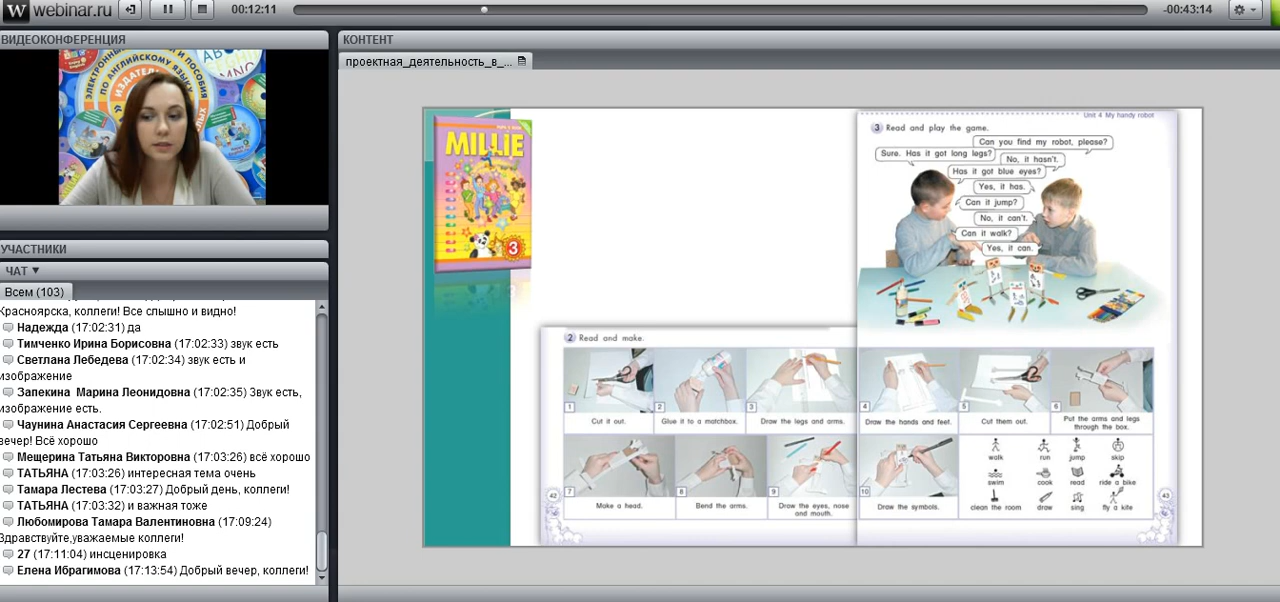 W webinar.ru
00:12:11
-00:43:14
ВИДЕОКОНФЕРЕНЦИЯ
ЭЛЕКТРОННЫЕ
И ПОСОБИЯ
ПО АНГЛИЙСКОМУ ЯЗЫКУ
УЧАСТНИКИ
ЧАТ
Всем (103)
Красноярска, коллеги! Все слышно и видно!
Надежда (17:02:31) да
Тимченко Ирина Борисовна (17:02:33) звук есть
Светлана Лебедева (17:02:34) звук есть и
изображение
Запекина Марина Леонидовна (17:02:35) Звук есть,
изображение есть.
Чаунина Анастасия Сергеевна (17:02:51) Добрый
вечер! Всё хорошо
Мещерина Татьяна Викторовна (17:03:26) всё хорошо
ТАТЬЯНА (17:03:26) интересная тема очень
Тамара Лестева (17:03:27) Добрый день, коллеги!
ТАТЬЯНА (17:03:32) и важная тоже
Любомирова Тамара Валентиновна (17:09:24)
Здравствуйте,уважаемые коллеги!
27 (17:11:04) инсценировка
Елена Ибрагимова (17:13:54) Добрый вечер, коллеги!
КОНТЕНТ
проектная_деятельность_в_...
MILLIE
3
Unit 4 My handy robot
3 Read and play the game.
Can you find my robot, please?
Sure. Has it got long legs?
No, it hasn't.
Has it got blue eyes?
Yes, it has.
Can it jump?
No, it can't.
Can it walk?
Yes, it can.
2 Read and make.
1
2
3
4
5
6
Cut it out.
Glue it to a matchbox.
Draw the legs and arms.
Draw the hands and feet.
Cut them out.
Put the arms and legs
through the box.
7
8
9
10
Make a head.
Bend the arms.
Draw the eyes, nose
and mouth.
Draw the symbols.
walk
run
jump
skip
swim
cook
read
ride a bike
clean the room
draw
sing
fly a kite
42
43